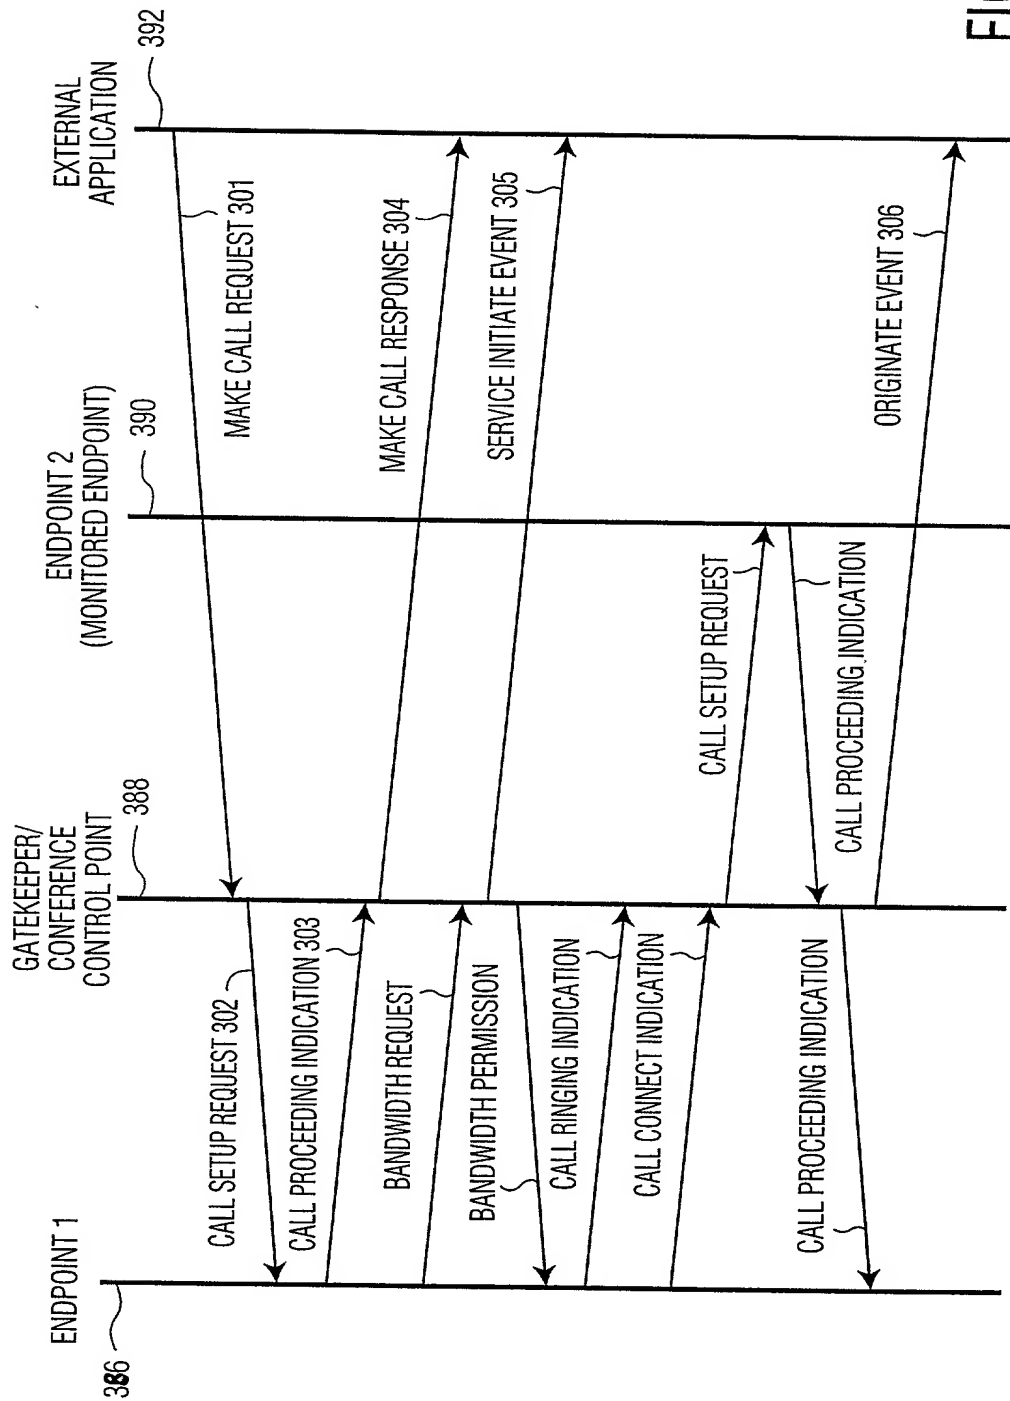 ENDPOINT 1
386
GATEKEEPER/
CONFERENCE
CONTROL POINT
388
ENDPOINT 2
(MONITORED ENDPOINT)
390
EXTERNAL
APPLICATION
392
MAKE CALL REQUEST 301
CALL SETUP REQUEST 302
CALL PROCEEDING INDICATION 303
MAKE CALL RESPONSE 304
BANDWIDTH REQUEST
SERVICE INITIATE EVENT 305
BANDWIDTH PERMISSION
CALL RINGING INDICATION
CALL CONNECT INDICATION
CALL SETUP REQUEST
CALL PROCEEDING INDICATION
CALL PROCEEDING INDICATION
ORIGINATE EVENT 306